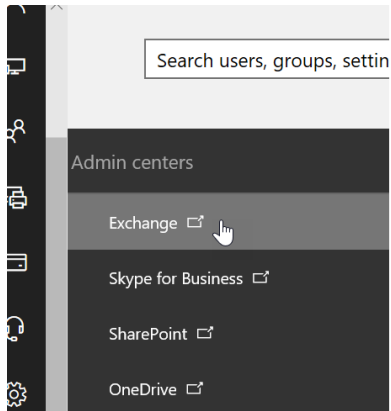 Search users, groups, settin
Admin centers
Exchange
Skype for Business
SharePoint
OneDrive